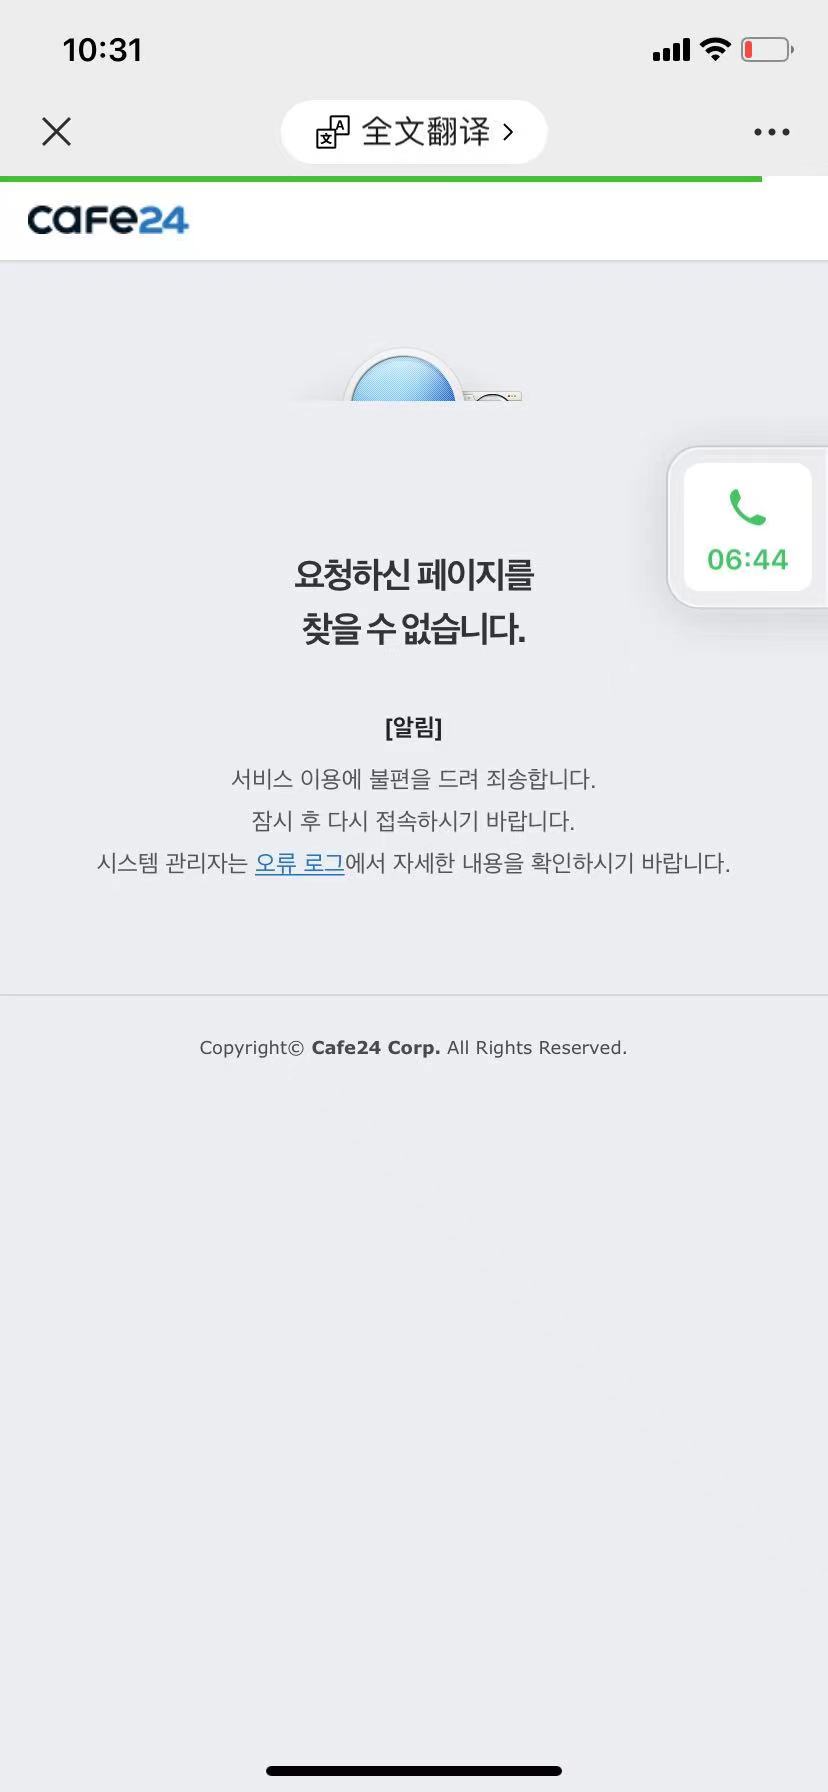 10:31
全文翻译
cafe24
06:44
요청하신 페이지를
찾을 수 없습니다.
[알림]
서비스 이용에 불편을 드려 죄송합니다.
잠시 후 다시 접속하시기 바랍니다.
시스템 관리자는 오류 로그에서 자세한 내용을 확인하시기 바랍니다.
Copyright© Cafe24 Corp. All Rights Reserved.